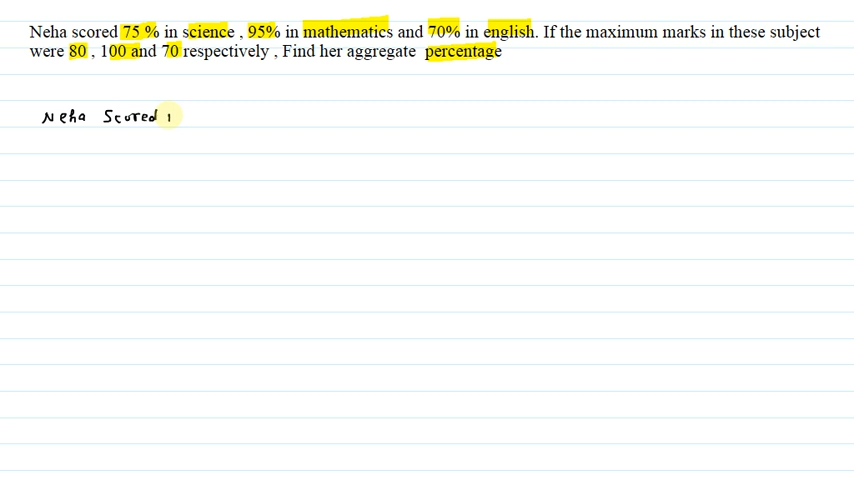 Neha scored 75 % in science , 95% in mathematics and 70% in english. If the maximum marks in these subject
were 80 , 100 and 70 respectively , Find her aggregate percentage
Neha Scored